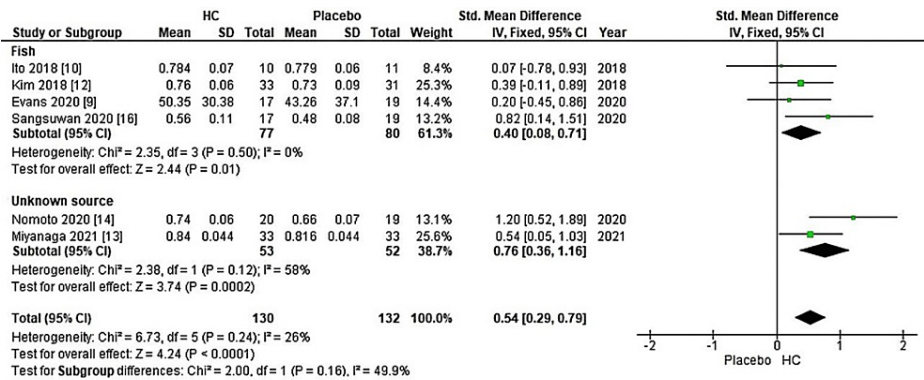 HC Placebo Std. Mean Difference Std. Mean Difference
Study or Subgroup Mean SD Total Mean SD Total Weight IV, Fixed, 95% CI Year IV, Fixed, 95% CI
Fish
Ito 2018 [10] 0.784 0.07 10 0.779 0.06 11 8.4% 0.07 [-0.78, 0.93] 2018
Kim 2018 [12] 0.76 0.06 33 0.73 0.09 31 25.3% 0.39 [-0.11, 0.89] 2018
Evans 2020 [9] 50.35 30.38 17 43.26 37.1 19 14.4% 0.20 [-0.45, 0.86] 2020
Sangsuwan 2020 [16] 0.56 0.11 17 0.48 0.08 19 13.2% 0.82 [0.14, 1.51] 2020
Subtotal (95% CI) 77 80 61.3% 0.40 [0.08, 0.71]
Heterogeneity: Chi² = 2.35, df = 3 (P = 0.50); I² = 0%
Test for overall effect: Z = 2.44 (P = 0.01)
Unknown source
Nomoto 2020 [14] 0.74 0.06 20 0.66 0.07 19 13.1% 1.20 [0.52, 1.89] 2020
Miyanaga 2021 [13] 0.84 0.044 33 0.816 0.044 33 25.6% 0.54 [0.05, 1.03] 2021
Subtotal (95% CI) 53 52 38.7% 0.76 [0.36, 1.16]
Heterogeneity: Chi² = 2.38, df = 1 (P = 0.12); I² = 58%
Test for overall effect: Z = 3.74 (P = 0.0002)
Total (95% CI) 130 132 100.0% 0.54 [0.29, 0.79]
Heterogeneity: Chi² = 6.73, df = 5 (P = 0.24); I² = 26%
Test for overall effect: Z = 4.24 (P < 0.0001)
Test for Subgroup differences: Chi² = 2.00, df = 1 (P = 0.16), I² = 49.9%
-2 -1 0 1 2
Placebo HC